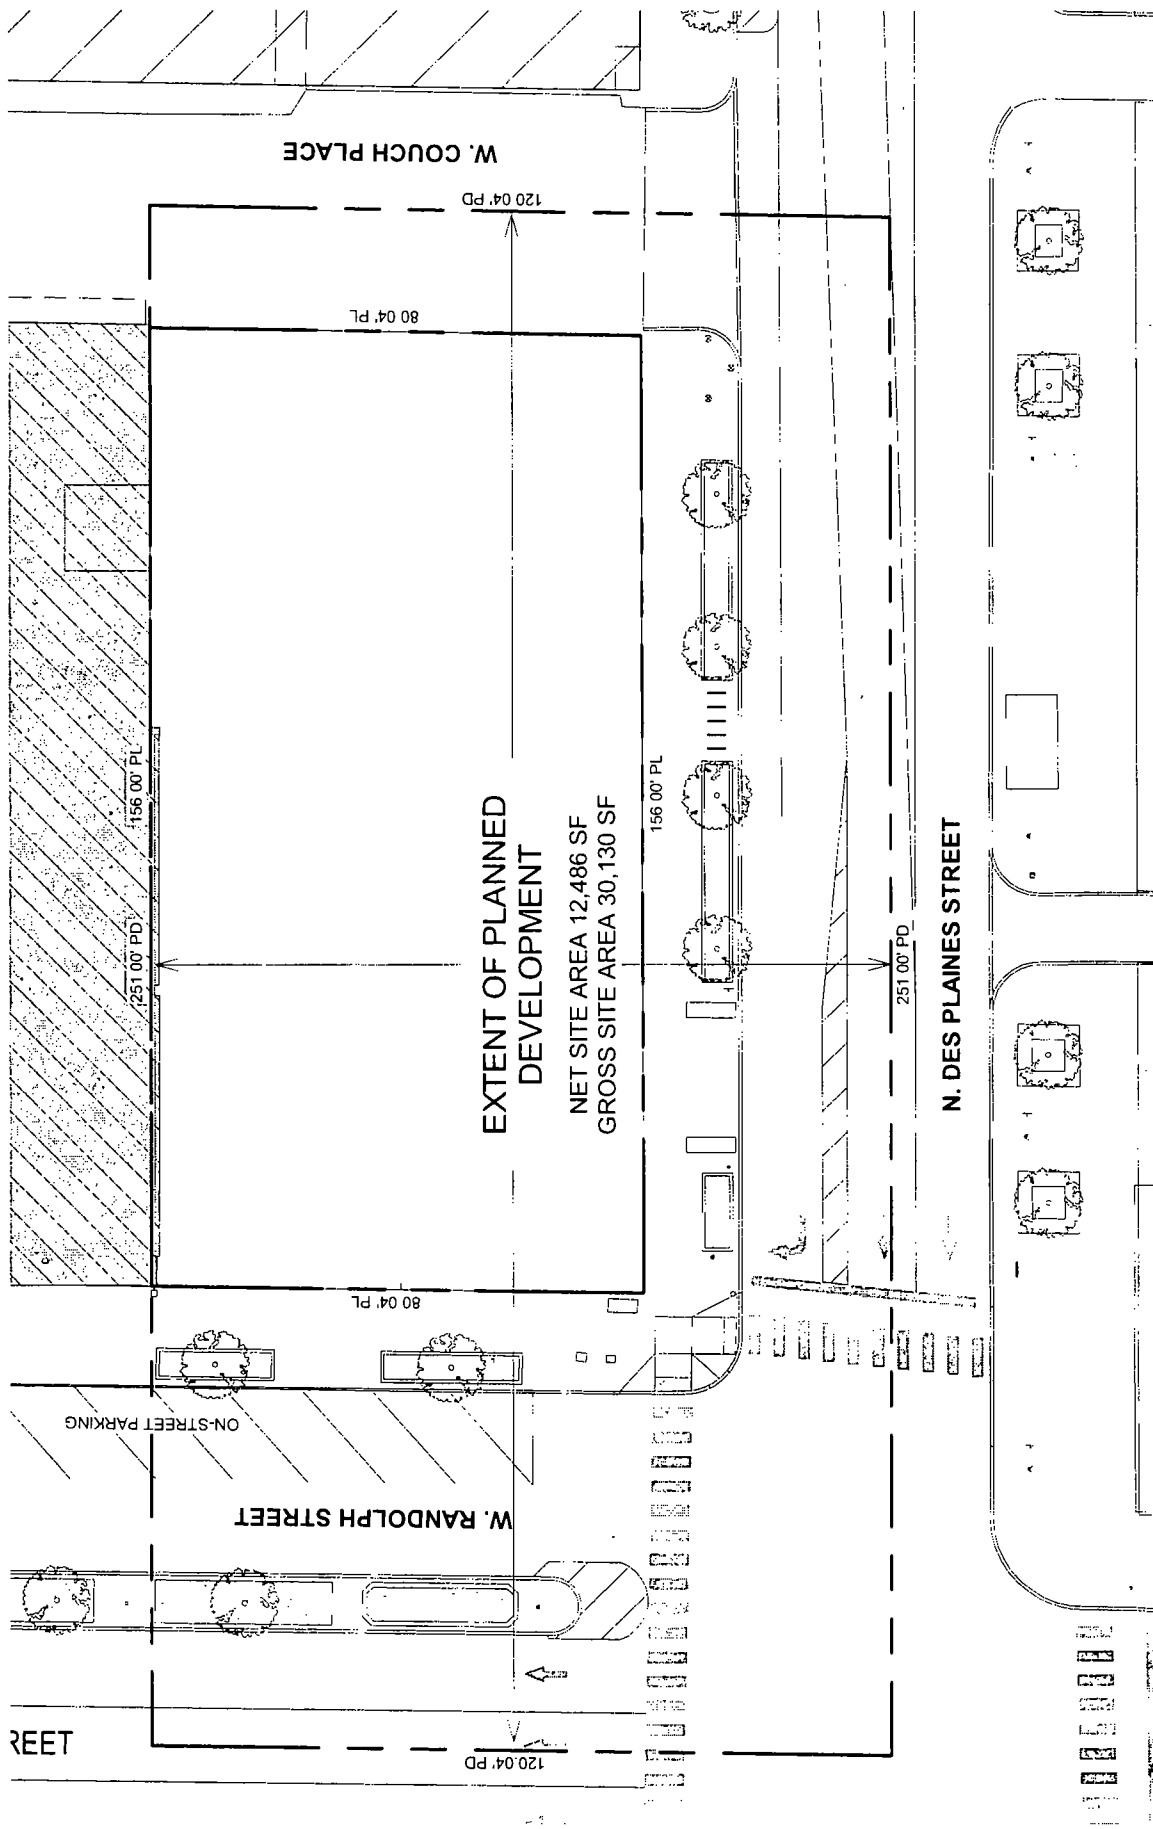 W. COUCH PLACE
120 04' PD
80 04' PL
156 00' PL
251 00' PD
EXTENT OF PLANNED
DEVELOPMENT
NET SITE AREA 12,486 SF
GROSS SITE AREA 30,130 SF
156 00' PL
251 00' PD
N. DES PLAINES STREET
80 04' PL
ON-STREET PARKING
W. RANDOLPH STREET
REET
120.04' PD